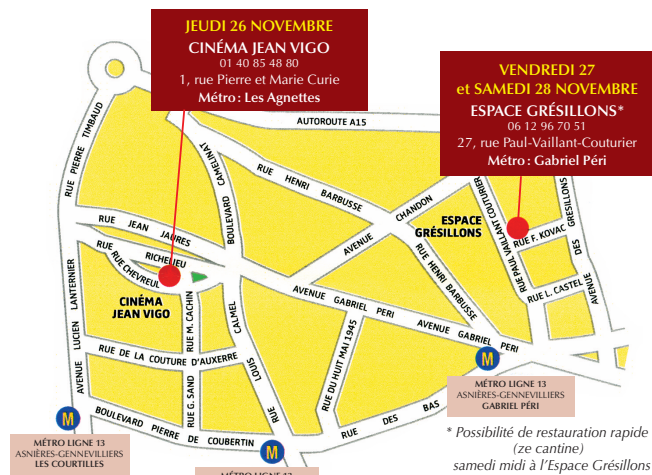 JEUDI 26 NOVEMBRE
CINÉMA JEAN VIGO
01 40 85 48 80
1, rue Pierre et Marie Curie
Métro : Les Agnettes
VENDREDI 27
et SAMEDI 28 NOVEMBRE
ESPACE GRÉSILLONS*
06 12 96 70 51
27, rue Paul-Vaillant-Couturier
Métro : Gabriel Péri
AUTOROUTE A15
RUE PIERRE TIMBAUD
BOULEVARD CAMELINAT
RUE HENRI BARBUSSE
AVENUE CHANDON
ESPACE
GRÉSILLONS
RUE PAUL VAILLANT COUTURIER
RUE F. KOVAC
AVENUE DES GRESILLONS
RUE L. CASTEL
RUE HENRI BARBUSSE
RUE JEAN JAURES
RUE RICHELIEU
RUE CHEVREUL
CINÉMA
JEAN VIGO
AVENUE LUCIEN LANTERNIER
RUE M. CACHIN
RUE G. SAND
RUE LOUIS CALMEL
AVENUE GABRIEL PERI
AVENUE GABRIEL PERI
RUE DU HUIT MAI 1945
RUE DE LA COUTURE D'AUXERRE
BOULEVARD PIERRE DE COUBERTIN
RUE DES BAS
M
M
M
MÉTRO LIGNE 13
ASNIÈRES-GENNEVILLIERS
GABRIEL PÉRI
MÉTRO LIGNE 13
ASNIÈRES-GENNEVILLIERS
LES COURTILLES
MÉTRO LIGNE 13
* Possibilité de restauration rapide
(ze cantine)
samedi midi à l'Espace Grésillons